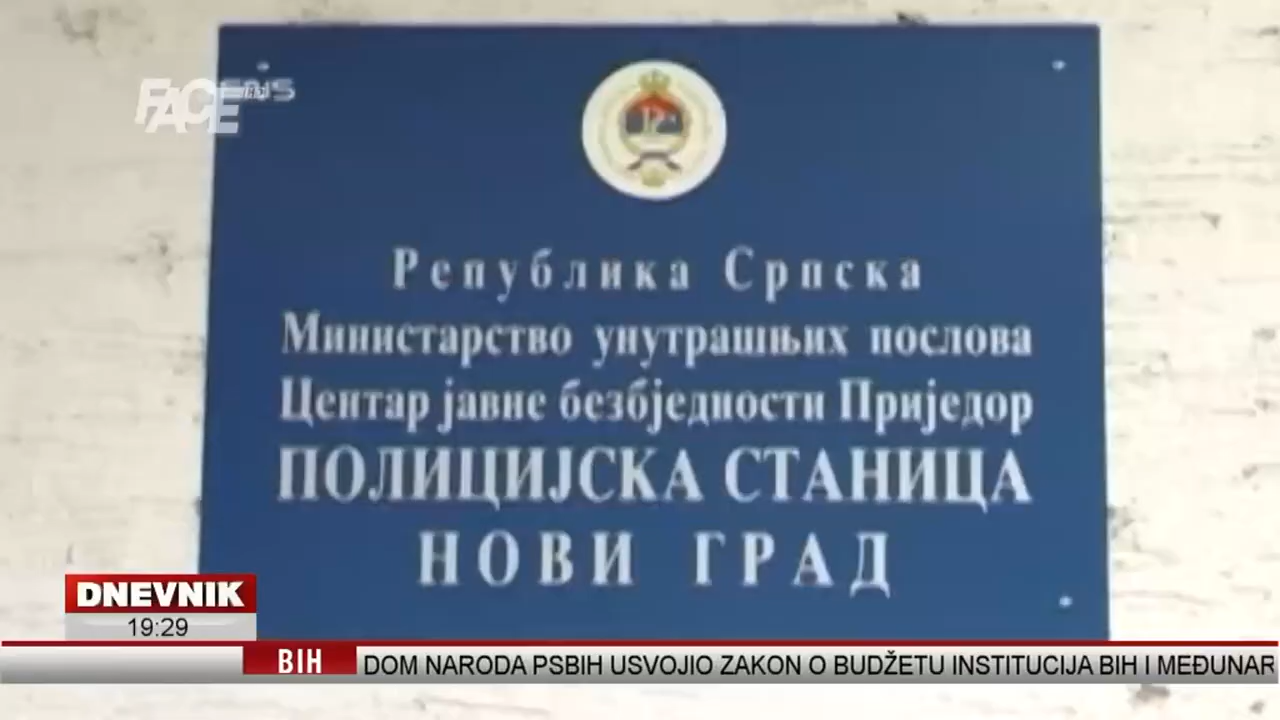 FACE
HD
Република Српска
Министарство унутрашњих послова
Центар јавне безбједности Приједор
ПОЛИЦИЈСКА СТАНИЦА
НОВИ ГРАД
DNEVNIK
19:29
BIH
DOM NARODA PSBIH USVOJIO ZAKON O BUDŽETU INSTITUCIJA BIH I MEĐUNAR